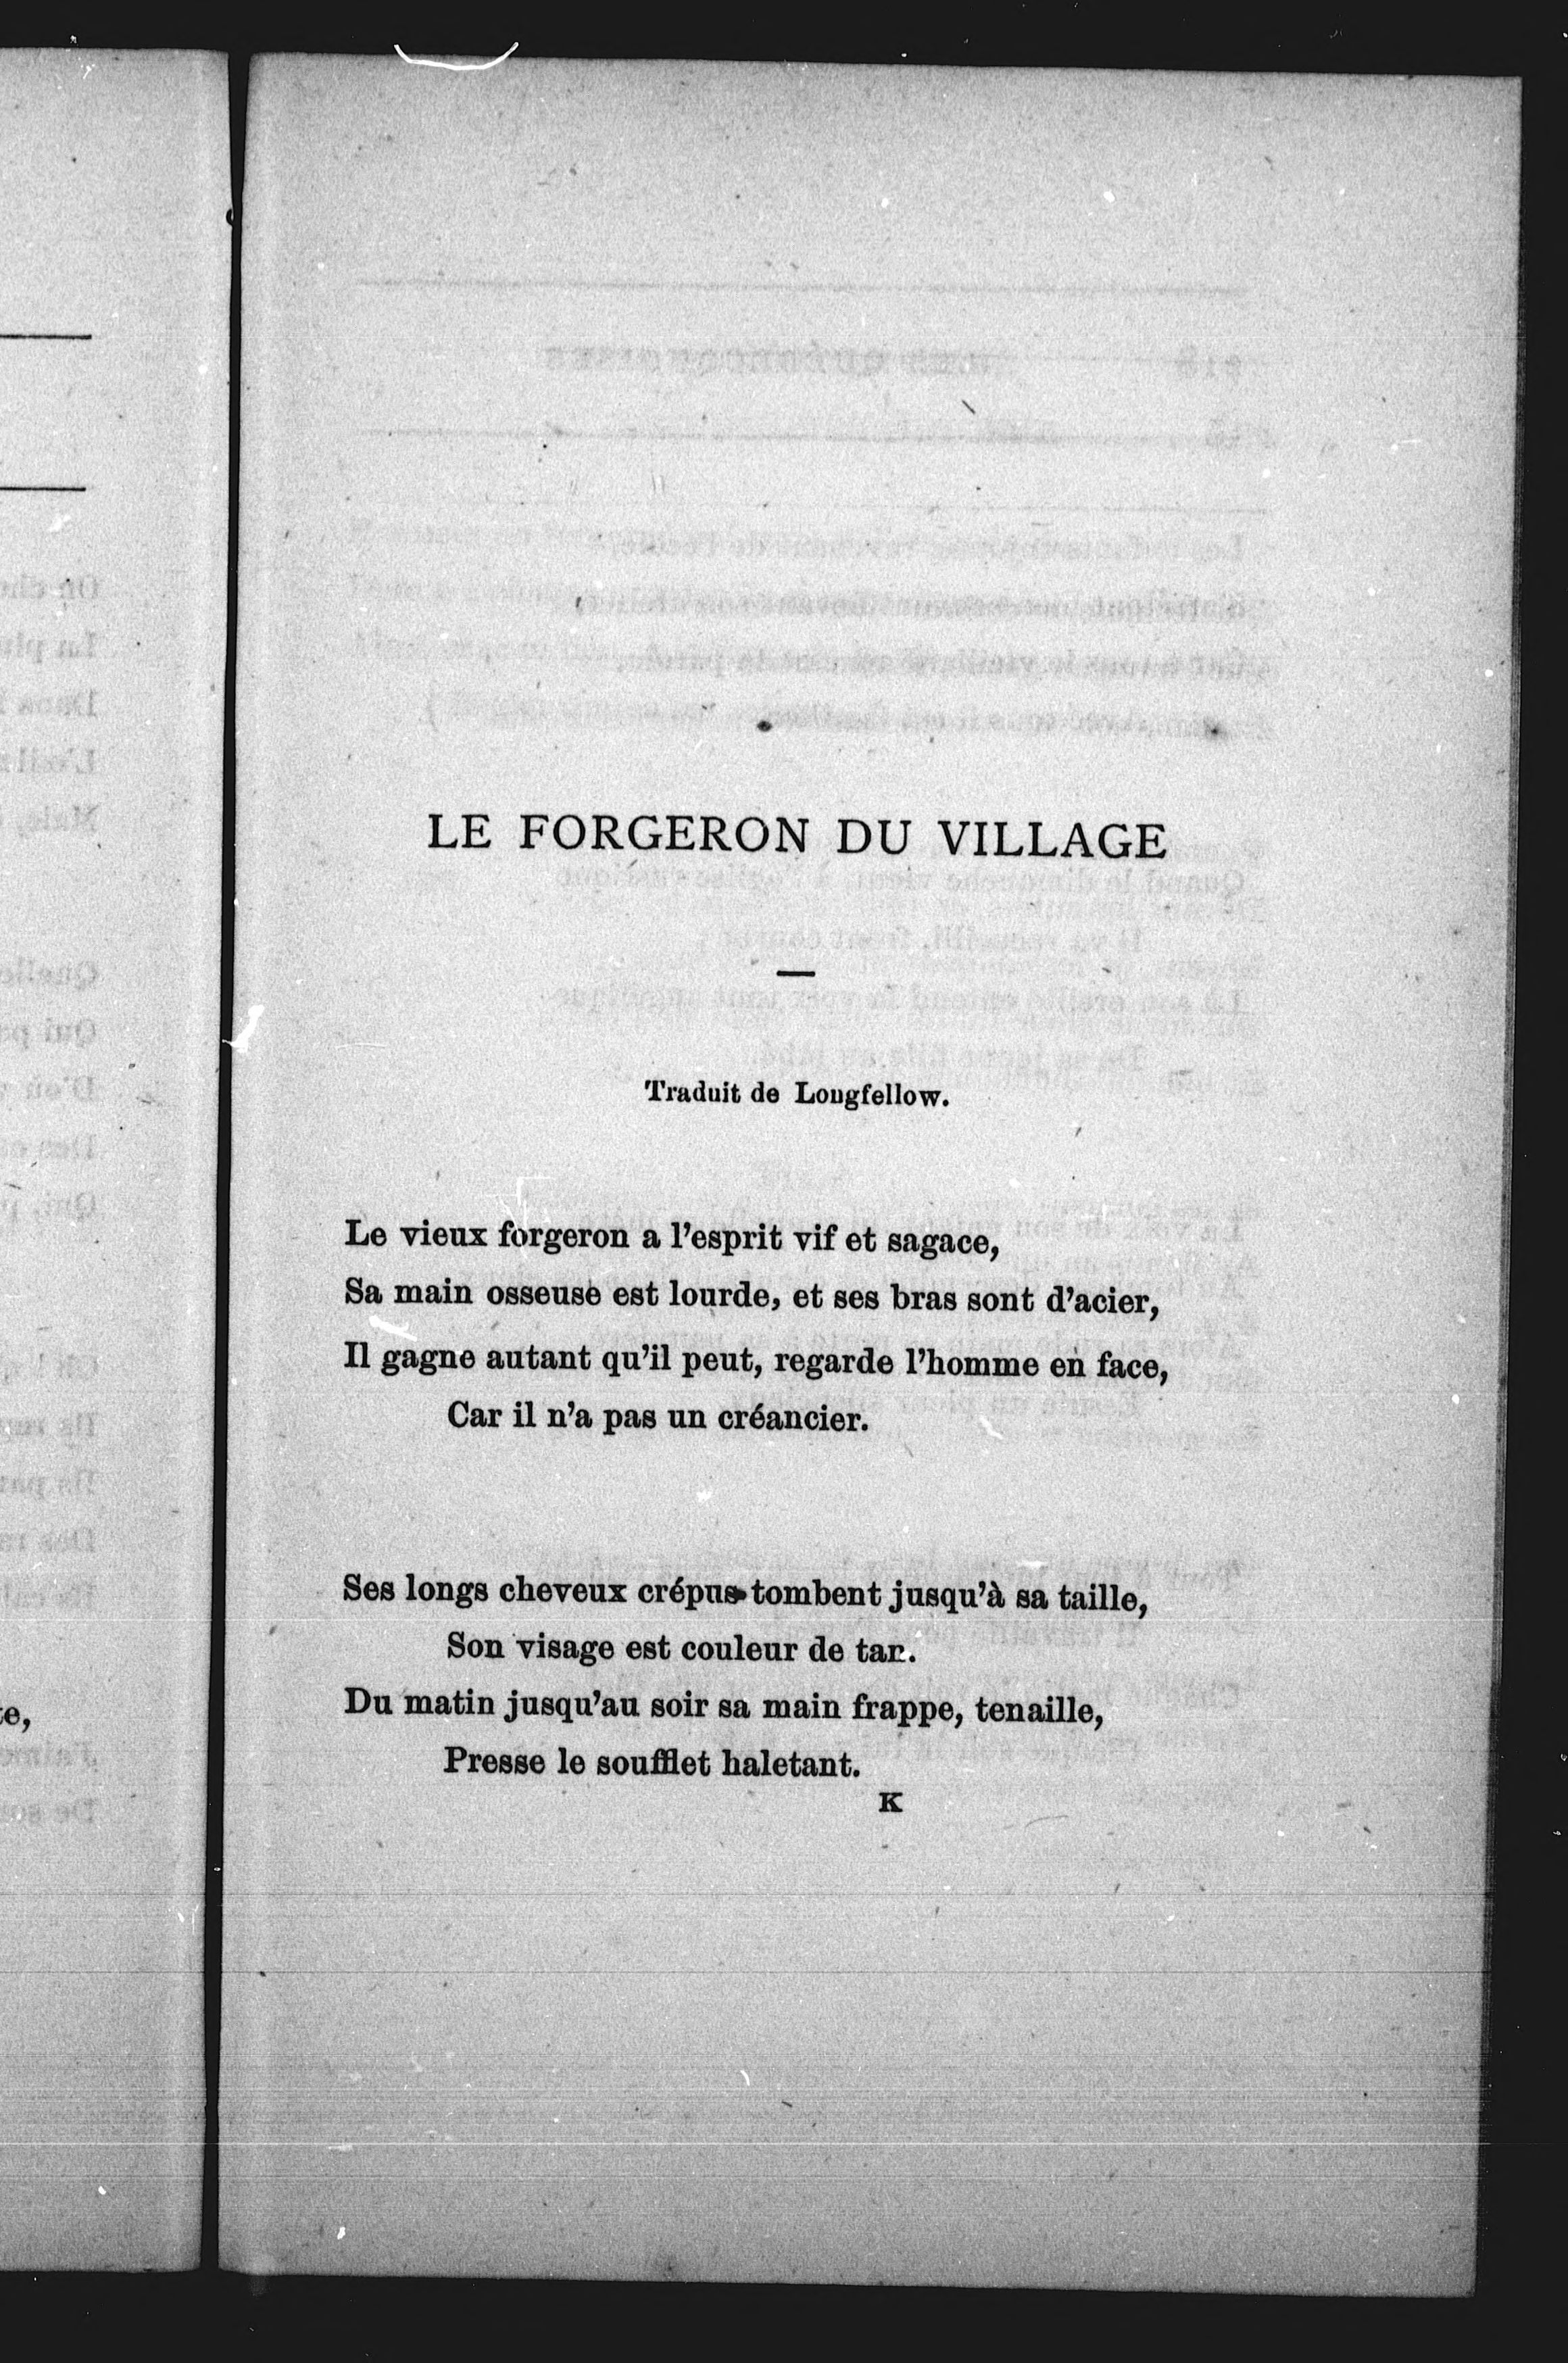 LE FORGERON DU VILLAGE
Traduit de Lougfellow.
Le vieux forgeron a l'esprit vif et sagace,
Sa main osseuse est lourde, et ses bras sont d'acier,
Il gagne autant qu'il peut, regarde l'homme en face,
Car il n'a pas un créancier.
Ses longs cheveux crépus tombent jusqu'à sa taille,
Son visage est couleur de tan.
Du matin jusqu'au soir sa main frappe, tenaille,
Presse le soufflet haletant.
K